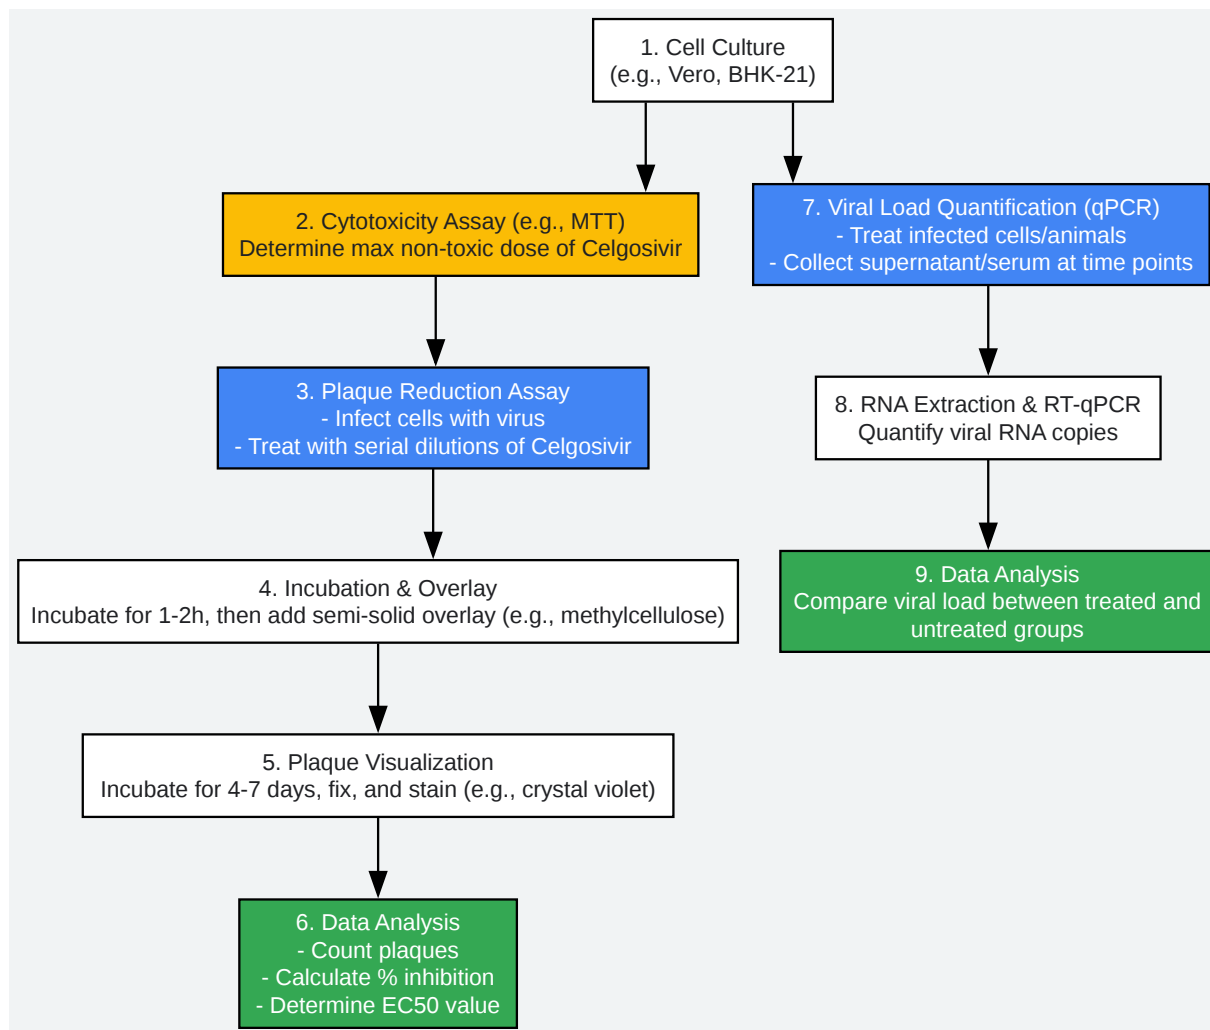 1. Cell Culture
(e.g., Vero, BHK-21)
2. Cytotoxicity Assay (e.g., MTT)
Determine max non-toxic dose of Celgosivir
3. Plaque Reduction Assay
- Infect cells with virus
- Treat with serial dilutions of Celgosivir
4. Incubation & Overlay
Incubate for 1-2h, then add semi-solid overlay (e.g., methylcellulose)
5. Plaque Visualization
Incubate for 4-7 days, fix, and stain (e.g., crystal violet)
6. Data Analysis
- Count plaques
- Calculate % inhibition
- Determine EC50 value
7. Viral Load Quantification (qPCR)
- Treat infected cells/animals
- Collect supernatant/serum at time points
8. RNA Extraction & RT-qPCR
Quantify viral RNA copies
9. Data Analysis
Compare viral load between treated and
untreated groups